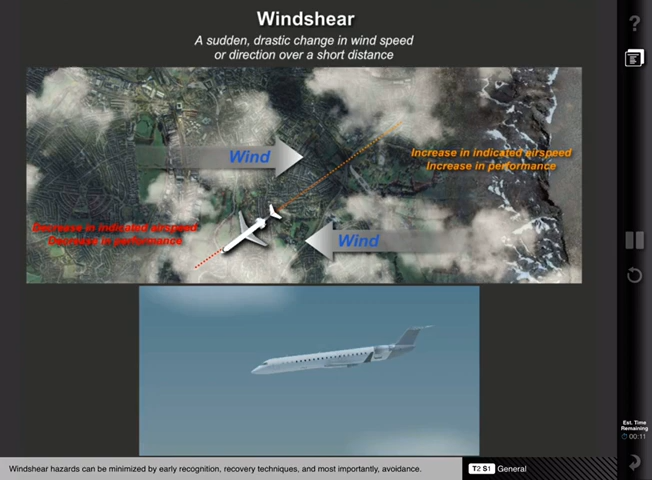 Windshear
A sudden, drastic change in wind speed
or direction over a short distance
Wind
Increase in indicated airspeed
Increase in performance
Decrease in indicated airspeed
Decrease in performance
Wind
Est. Time
Remaining
00:11
Windshear hazards can be minimized by early recognition, recovery techniques, and most importantly, avoidance.
T2 S1 General